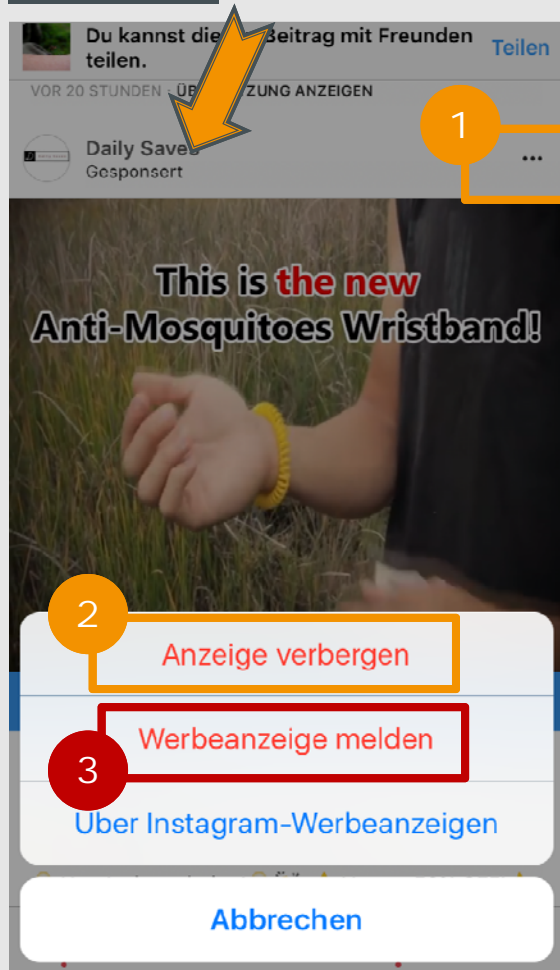 Du kannst die Beitrag mit Freunden
teilen.
Teilen
VOR 20 STUNDEN · ZUNG ANZEIGEN
1
Daily Saves
Gesponsert
This is the new
Anti-Mosquitoes Wristband!
2
Anzeige verbergen
Werbeanzeige melden
3
Über Instagram-Werbeanzeigen
Abbrechen